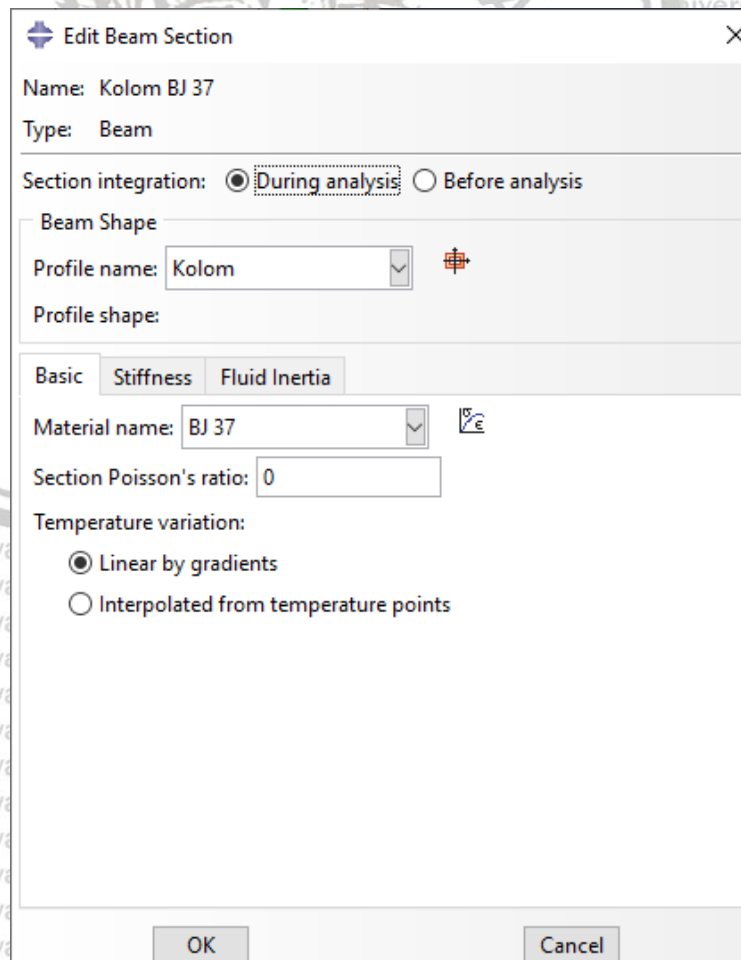 Edit Beam Section
Name: Kolom BJ 37
Type: Beam
Section integration: During analysis Before analysis
Beam Shape
Profile name: Kolom
Profile shape:
Basic Stiffness Fluid Inertia
Material name: BJ 37
Section Poisson's ratio: 0
Temperature variation:
Linear by gradients
Interpolated from temperature points
OK Cancel